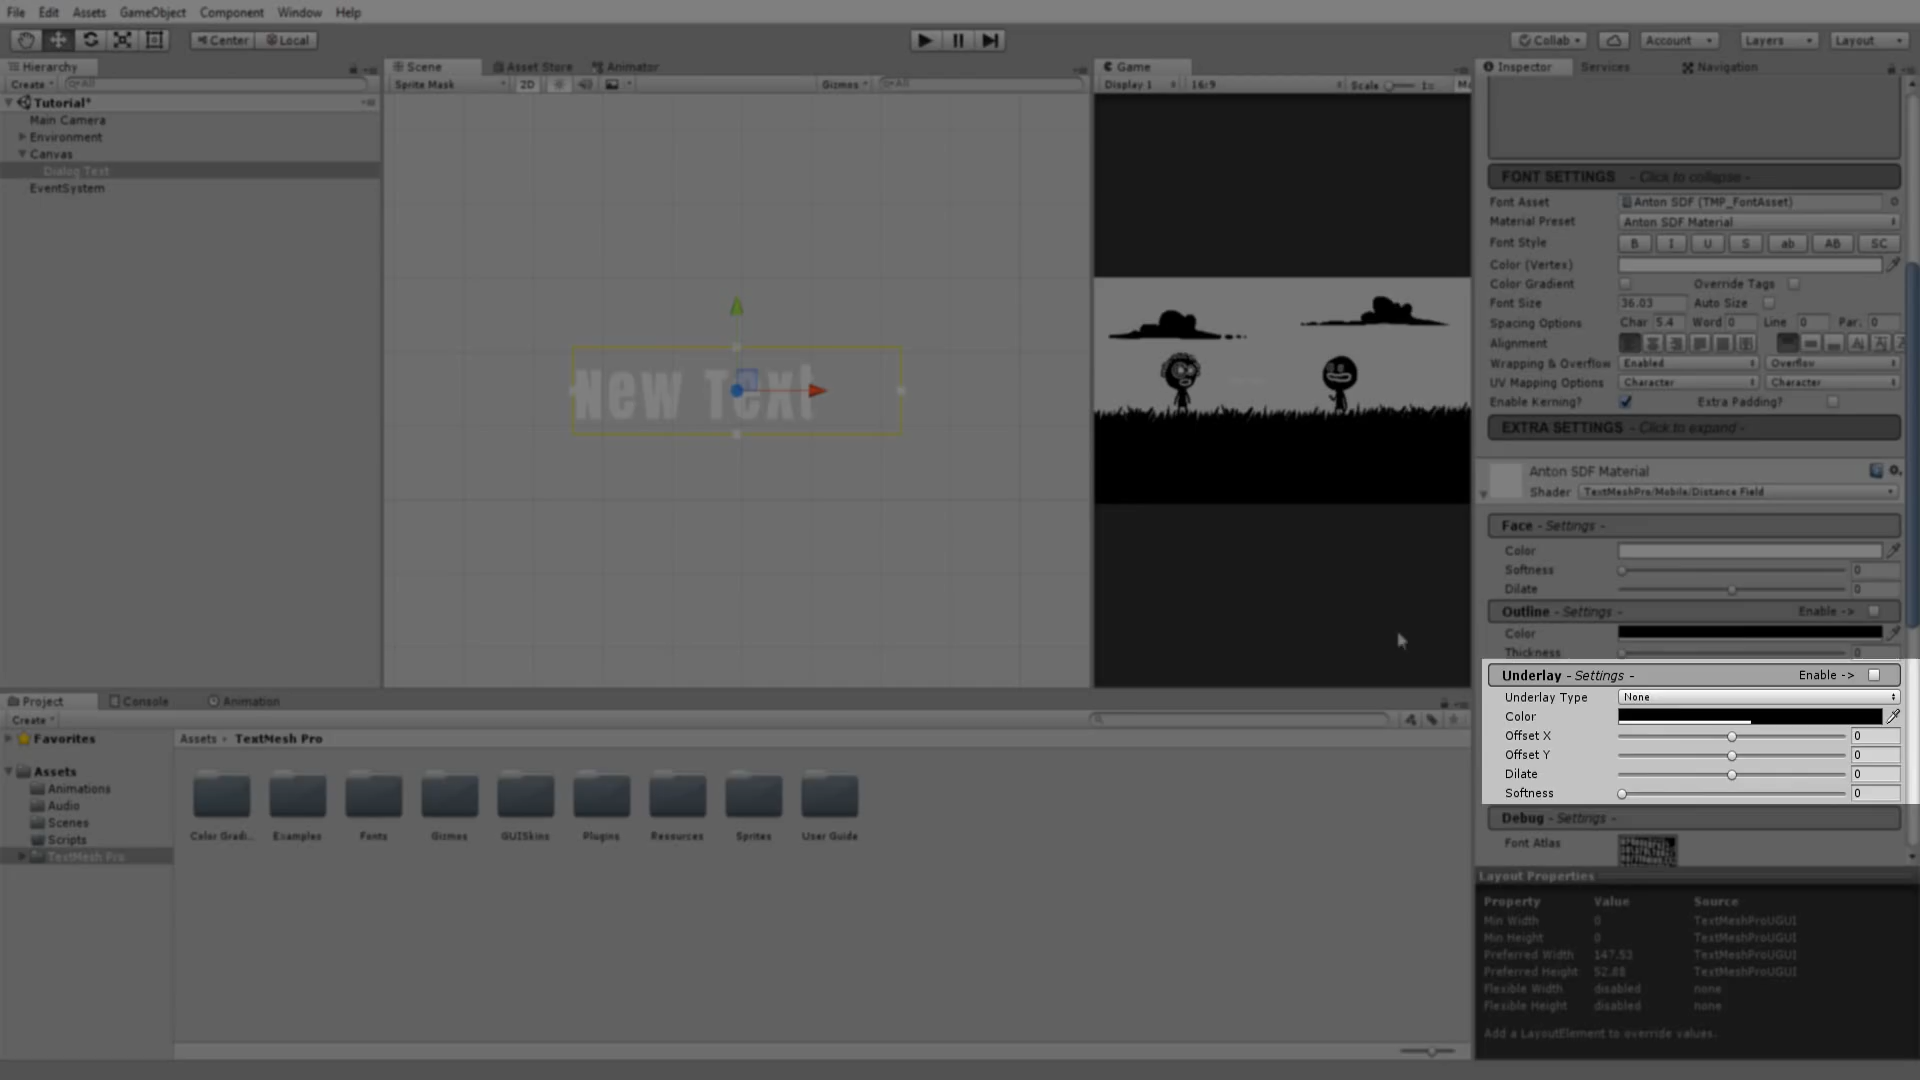 File Edit Assets GameObject Component Window Help
Center Local Collab Account Layers Layout
Hierarchy
Create All
Tutorial*
Main Camera
Environment
Canvas
Dialog Text
EventSystem
Scene Asset Store Animator
Sprite Mask 2D Gizmos All
New Text
Game
Display 1 16:9 Scale 1x
Inspector Services Navigation
FONT SETTINGS - Click to collapse -
Font Asset Anton SDF (TMP_FontAsset)
Material Preset Anton SDF Material
Font Style B I U S ab AB SC
Color (Vertex)
Color Gradient Override Tags
Font Size 36.03 Auto Size
Spacing Options Char 5.4 Word 0 Line 0 Par. 0
Alignment
Wrapping & Overflow Enabled Overflow
UV Mapping Options Character Character
Enable Kerning? Extra Padding?
EXTRA SETTINGS - Click to expand -
Anton SDF Material
Shader TextMeshPro/Mobile/Distance Field
Face - Settings -
Color
Softness 0
Dilate 0
Outline - Settings - Enable ->
Color
Thickness 0
Underlay - Settings - Enable ->
Underlay Type None
Color
Offset X 0
Offset Y 0
Dilate 0
Softness 0
Debug - Settings -
Font Atlas
Layout Properties
Property Value Source
Min Width 0 TextMeshProUGUI
Min Height 0 TextMeshProUGUI
Preferred Width 147.53 TextMeshProUGUI
Preferred Height 52.88 TextMeshProUGUI
Flexible Width disabled none
Flexible Height disabled none
Add a LayoutElement to override values.
Project Console Animation
Create
Favorites
Assets
Animations
Audio
Scenes
Scripts
TextMesh Pro
Assets TextMesh Pro
Color Gradi... Examples Fonts Gizmos GUISkins Plugins Resources Sprites User Guide